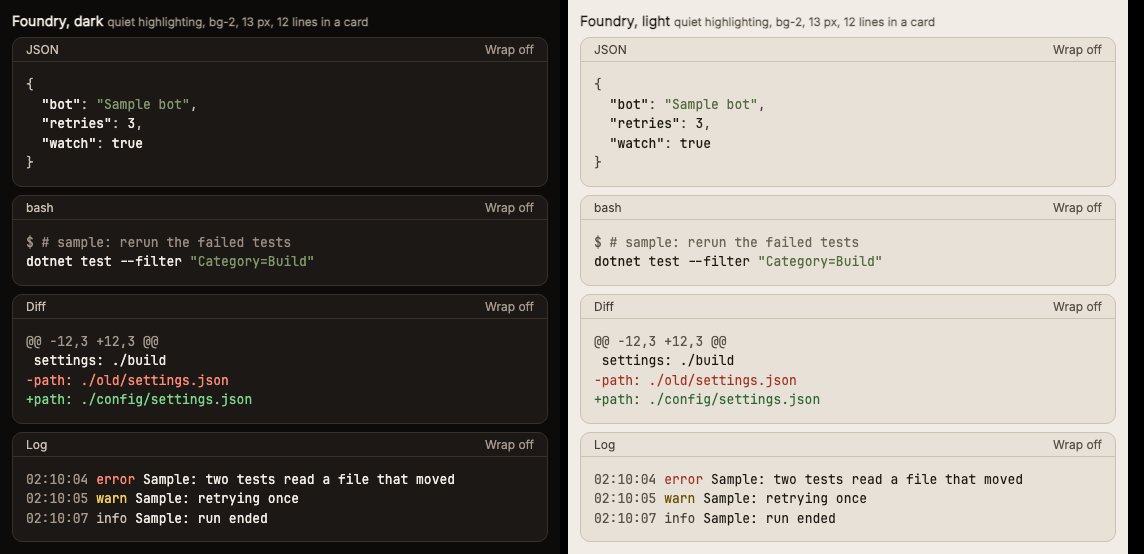 Foundry, dark quiet highlighting, bg-2, 13 px, 12 lines in a card
JSON Wrap off
{
  "bot": "Sample bot",
  "retries": 3,
  "watch": true
}
bash Wrap off
$ # sample: rerun the failed tests
dotnet test --filter "Category=Build"
Diff Wrap off
@@ -12,3 +12,3 @@
 settings: ./build
-path: ./old/settings.json
+path: ./config/settings.json
Log Wrap off
02:10:04 error Sample: two tests read a file that moved
02:10:05 warn Sample: retrying once
02:10:07 info Sample: run ended
Foundry, light quiet highlighting, bg-2, 13 px, 12 lines in a card
JSON Wrap off
{
  "bot": "Sample bot",
  "retries": 3,
  "watch": true
}
bash Wrap off
$ # sample: rerun the failed tests
dotnet test --filter "Category=Build"
Diff Wrap off
@@ -12,3 +12,3 @@
 settings: ./build
-path: ./old/settings.json
+path: ./config/settings.json
Log Wrap off
02:10:04 error Sample: two tests read a file that moved
02:10:05 warn Sample: retrying once
02:10:07 info Sample: run ended